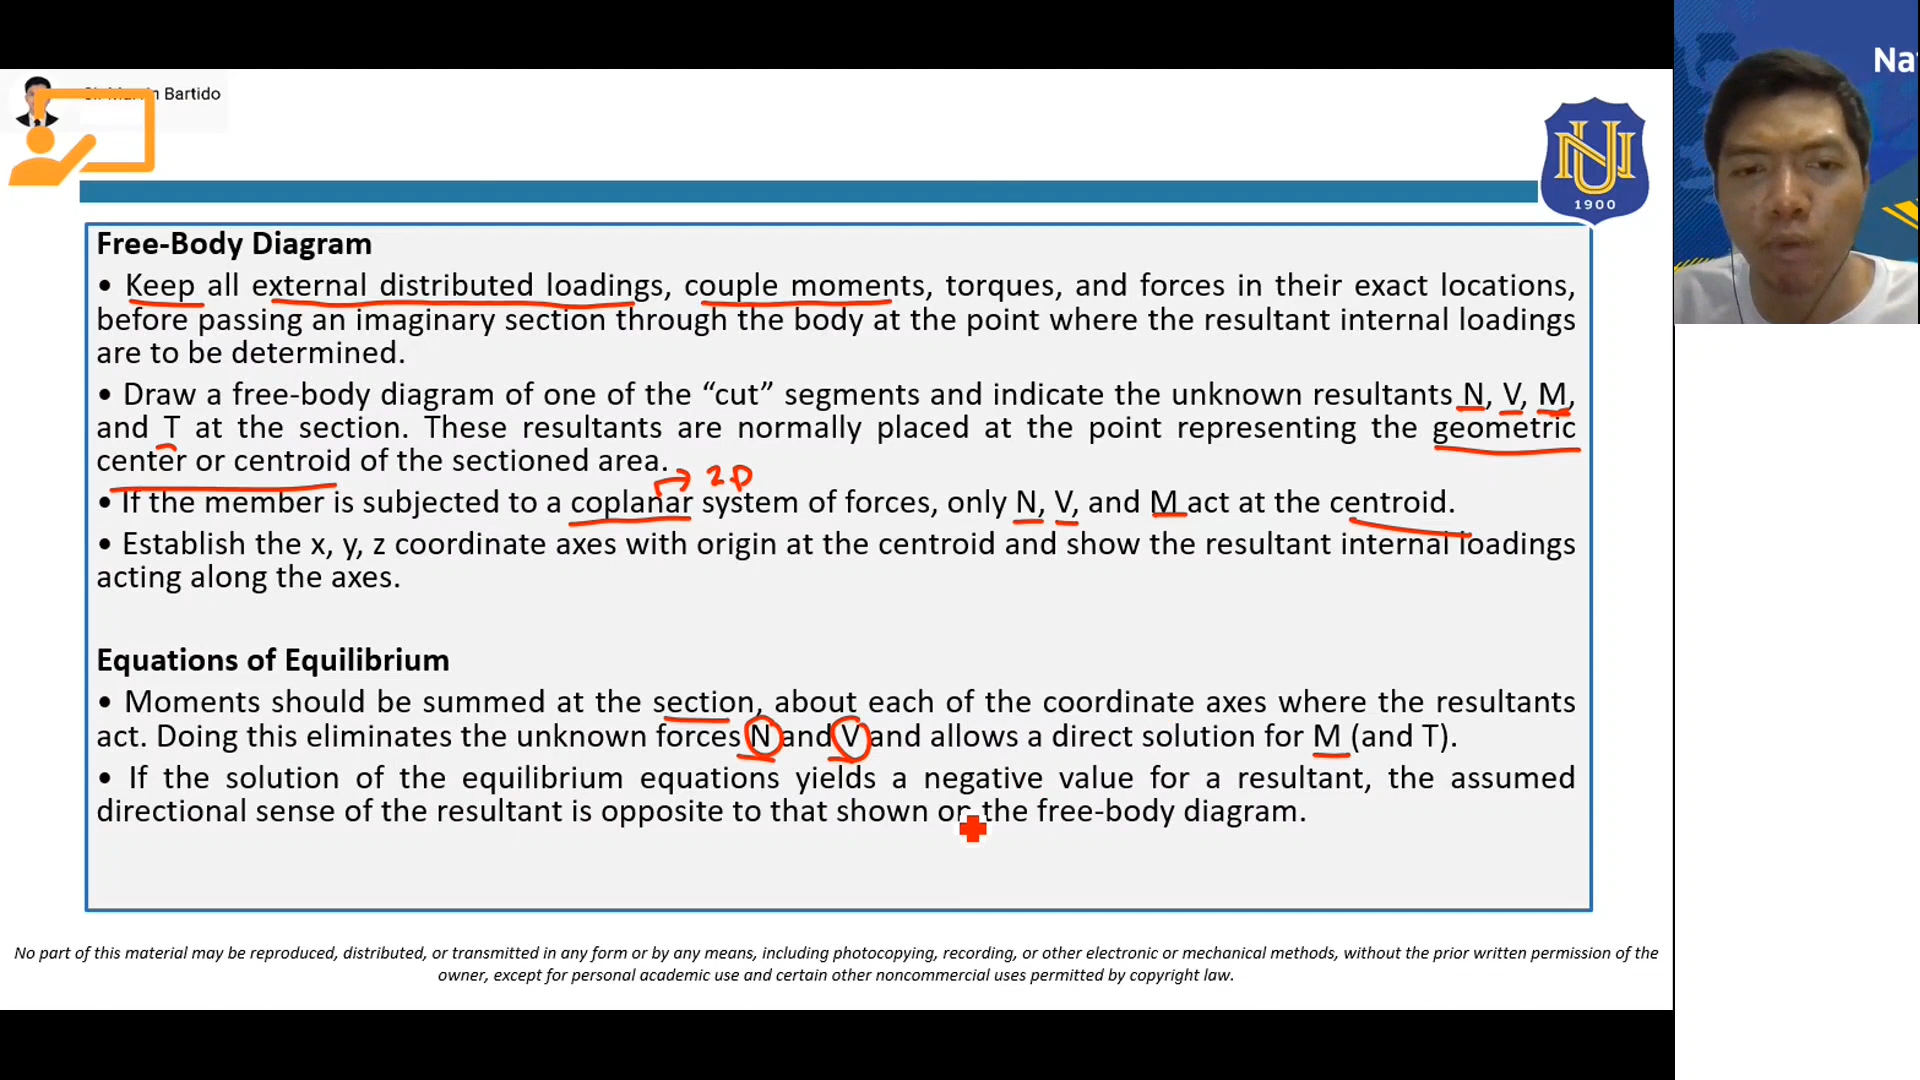 Na
Bartido
NU
1900
Free-Body Diagram
• Keep all external distributed loadings, couple moments, torques, and forces in their exact locations,
before passing an imaginary section through the body at the point where the resultant internal loadings
are to be determined.
• Draw a free-body diagram of one of the “cut” segments and indicate the unknown resultants N, V, M,
and T at the section. These resultants are normally placed at the point representing the geometric
center or centroid of the sectioned area.
2D
• If the member is subjected to a coplanar system of forces, only N, V, and M act at the centroid.
• Establish the x, y, z coordinate axes with origin at the centroid and show the resultant internal loadings
acting along the axes.
Equations of Equilibrium
• Moments should be summed at the section, about each of the coordinate axes where the resultants
act. Doing this eliminates the unknown forces N and V and allows a direct solution for M (and T).
• If the solution of the equilibrium equations yields a negative value for a resultant, the assumed
directional sense of the resultant is opposite to that shown on the free-body diagram.
No part of this material may be reproduced, distributed, or transmitted in any form or by any means, including photocopying, recording, or other electronic or mechanical methods, without the prior written permission of the
owner, except for personal academic use and certain other noncommercial uses permitted by copyright law.